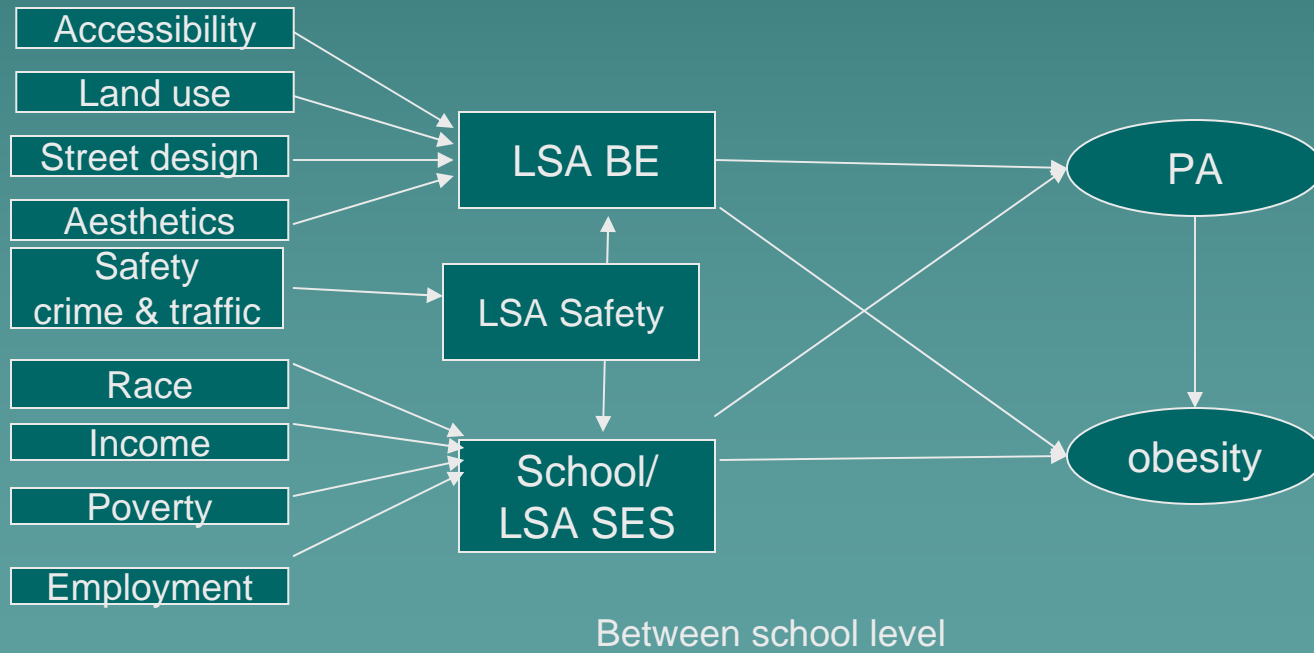 Accessibility
Land use
Street design
Aesthetics
Safety
crime & traffic
Race
Income
Poverty
Employment
LSA BE
LSA Safety
School/
LSA SES
PA
obesity
Between school level